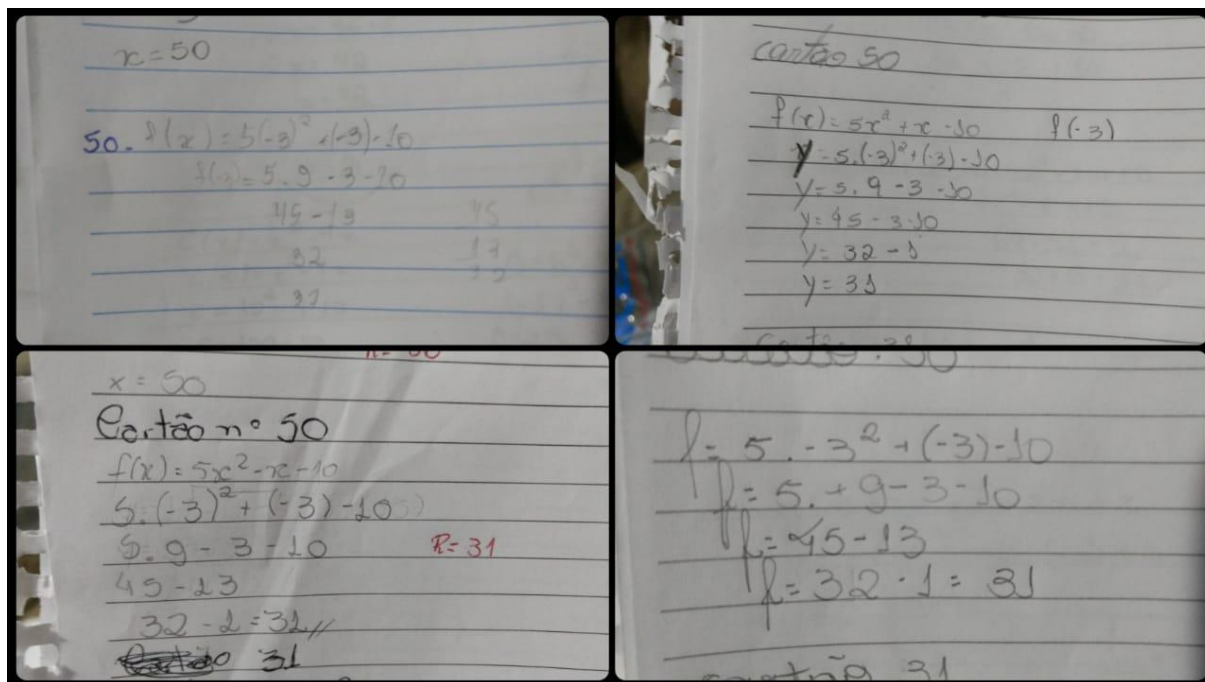 x = 50
50. f(x) = 5(-3)² + (-3) - 10
f(-3) = 5 . 9 - 3 - 10
45 - 13
45
32
13
31
cartão 50
f(x) = 5x² + x - 10 f(-3)
y = 5.(-3)² + (-3) - 10
y = 5. 9 - 3 - 10
y = 45 - 3 - 10
y = 32 - 1
y = 31
x = 50
Cartão nº 50
f(x) = 5x² - x - 10
5.(-3)² + (-3) - 10
5. 9 - 3 - 10 R = 31
45 - 13
32 - 1 = 31//
31
f = 5. -3² + (-3) - 10
f = 5. + 9 - 3 - 10
f = 45 - 13
f = 32 - 1 = 31